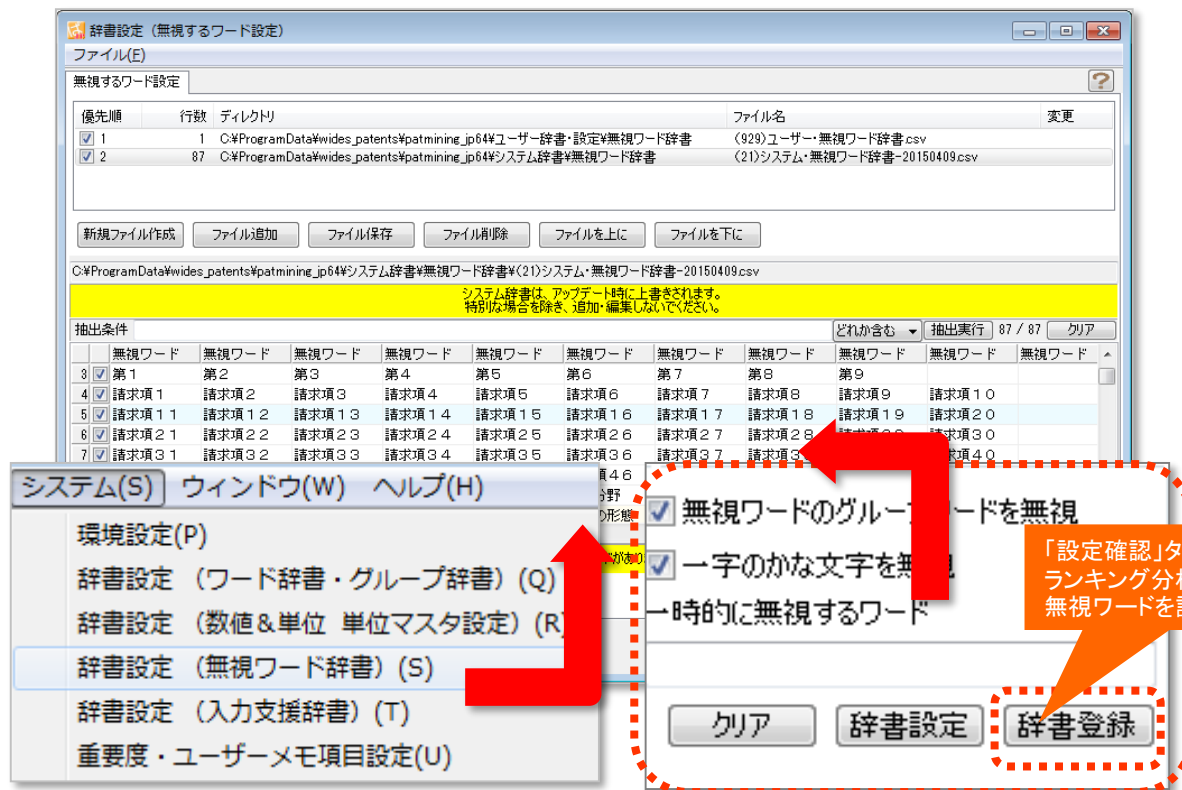 辞書設定（無視するワード設定）
ファイル(F)
無視するワード設定
優先順 行数 ディレクトリ ファイル名 変更
1 1 C:¥ProgramData¥wides_patents¥patmining_jp64¥ユーザー辞書・設定¥無視ワード辞書 (929)ユーザー・無視ワード辞書.csv
2 87 C:¥ProgramData¥wides_patents¥patmining_jp64¥システム辞書¥無視ワード辞書 (21)システム・無視ワード辞書-20150409.csv
新規ファイル作成 ファイル追加 ファイル保存 ファイル削除 ファイルを上に ファイルを下に
C:¥ProgramData¥wides_patents¥patmining_jp64¥システム辞書¥無視ワード辞書¥(21)システム・無視ワード辞書-20150409.csv
システム辞書は、アップデート時に上書きされます。
特別な場合を除き、追加・編集しないでください。
抽出条件 どれか含む 抽出実行 87 / 87 クリア
無視ワード 無視ワード 無視ワード 無視ワード 無視ワード 無視ワード 無視ワード 無視ワード 無視ワード 無視ワード 無視ワード
3 第1 第2 第3 第4 第5 第6 第7 第8 第9
4 請求項1 請求項2 請求項3 請求項4 請求項5 請求項6 請求項7 請求項8 請求項9 請求項10
5 請求項11 請求項12 請求項13 請求項14 請求項15 請求項16 請求項17 請求項18 請求項19 請求項20
6 請求項21 請求項22 請求項23 請求項24 請求項25 請求項26 請求項27 請求項28 請求項30
7 請求項31 請求項32 請求項33 請求項34 請求項35 請求項36 請求項37 項40
項46
分野
の形態
システム(S) ウィンドウ(W) ヘルプ(H)
環境設定(P)
辞書設定 （ワード辞書・グループ辞書）(Q)
辞書設定 （数値＆単位 単位マスタ設定）(R)
辞書設定 （無視ワード辞書）(S)
辞書設定 （入力支援辞書）(T)
重要度・ユーザーメモ項目設定(U)
無視ワードのグループワードを無視
一字のかな文字を無視
一時的に無視するワード
クリア 辞書設定 辞書登録
「設定確認」タ
ランキング分析
無視ワードを設